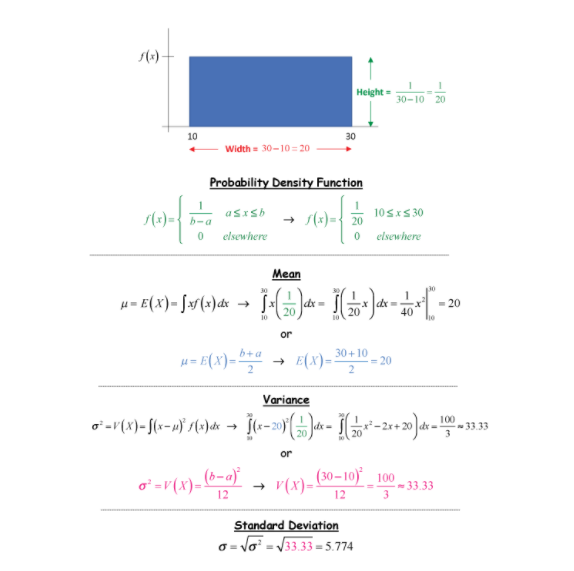 f(x)
Height = 1/(30−10) = 1/20
10 30
Width = 30−10 = 20
Probability Density Function
f(x) = { 1/(b−a) a ≤ x ≤ b → f(x) = { 1/20 10 ≤ x ≤ 30
0 elsewhere 0 elsewhere
Mean
μ = E(X) = ∫xf(x)dx → ∫₁₀³⁰ x(1/20)dx = ∫₁₀³⁰ (1/20 x)dx = 1/40 x²|₁₀³⁰ = 20
or
μ = E(X) = (b+a)/2 → E(X) = (30+10)/2 = 20
Variance
σ² = V(X) = ∫(x−μ)² f(x)dx → ∫₁₀³⁰ (x−20)²(1/20)dx = ∫₁₀³⁰ (1/20 x² −2x+20)dx = 100/3 ≈ 33.33
or
σ² = V(X) = (b−a)²/12 → V(X) = (30−10)²/12 = 100/3 ≈ 33.33
Standard Deviation
σ = √σ² = √33.33 = 5.774